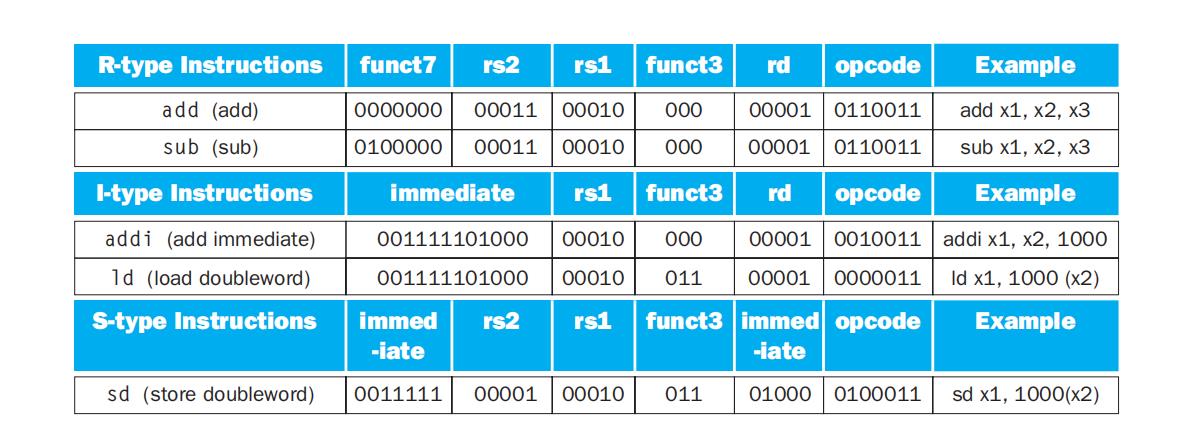 R-type Instructions funct7 rs2 rs1 funct3 rd opcode Example
add (add) 0000000 00011 00010 000 00001 0110011 add x1, x2, x3
sub (sub) 0100000 00011 00010 000 00001 0110011 sub x1, x2, x3
I-type Instructions immediate rs1 funct3 rd opcode Example
addi (add immediate) 001111101000 00010 000 00001 0010011 addi x1, x2, 1000
ld (load doubleword) 001111101000 00010 011 00001 0000011 ld x1, 1000 (x2)
S-type Instructions immed rs2 rs1 funct3 immed opcode Example
-iate -iate
sd (store doubleword) 0011111 00001 00010 011 01000 0100011 sd x1, 1000(x2)